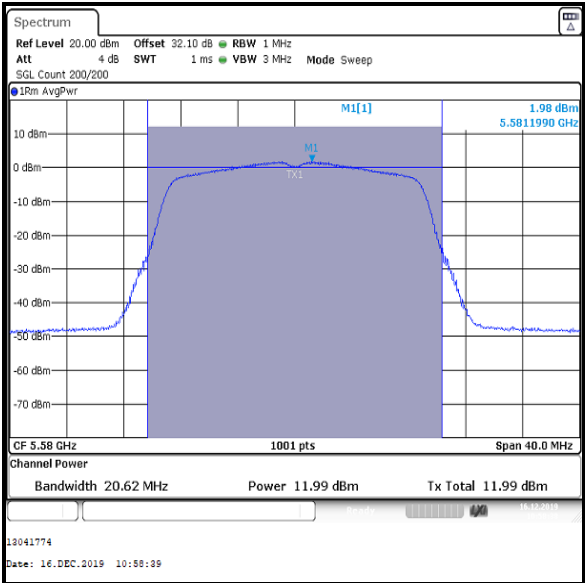 Spectrum
Ref Level 20.00 dBm Offset 32.10 dB RBW 1 MHz
Att 4 dB SWT 1 ms VBW 3 MHz Mode Sweep
SGL Count 200/200
1Rm AvgPwr
M1[1] 1.98 dBm
5.5811990 GHz
10 dBm
M1
0 dBm
TX1
-10 dBm
-20 dBm
-30 dBm
-40 dBm
-50 dBm
-60 dBm
-70 dBm
CF 5.58 GHz 1001 pts Span 40.0 MHz
Channel Power
Bandwidth 20.62 MHz Power 11.99 dBm Tx Total 11.99 dBm
Ready 16.12.2019
13041774
Date: 16.DEC.2019 10:58:39